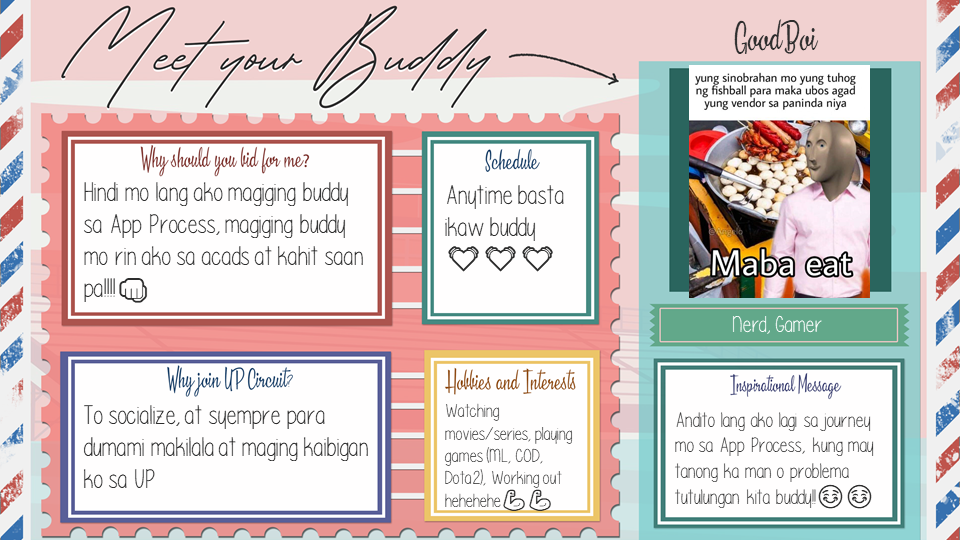 Meet your Buddy
GoodBoi
yung sinobrahan mo yung tuhog
ng fishball para maka ubos agad
yung vendor sa paninda niya
Maba eat
Nerd, Gamer
Why should you bid for me?
Hindi mo lang ako magiging buddy
sa App Process, magiging buddy
mo rin ako sa acads at kahit saan
pa!!!!👊
Schedule
Anytime basta
ikaw buddy
💓💓💓
Why join UP Circuit?
To socialize, at syempre para
dumami makilala at maging kaibigan
ko sa UP
Hobbies and Interests
Watching
movies/series, playing
games (ML, COD,
Dota2), Working out
hehehehe💪💪
Inspirational Message
Andito lang ako lagi sa journey
mo sa App Process, kung may
tanong ka man o problema
tutulungan kita buddy!!☺☺